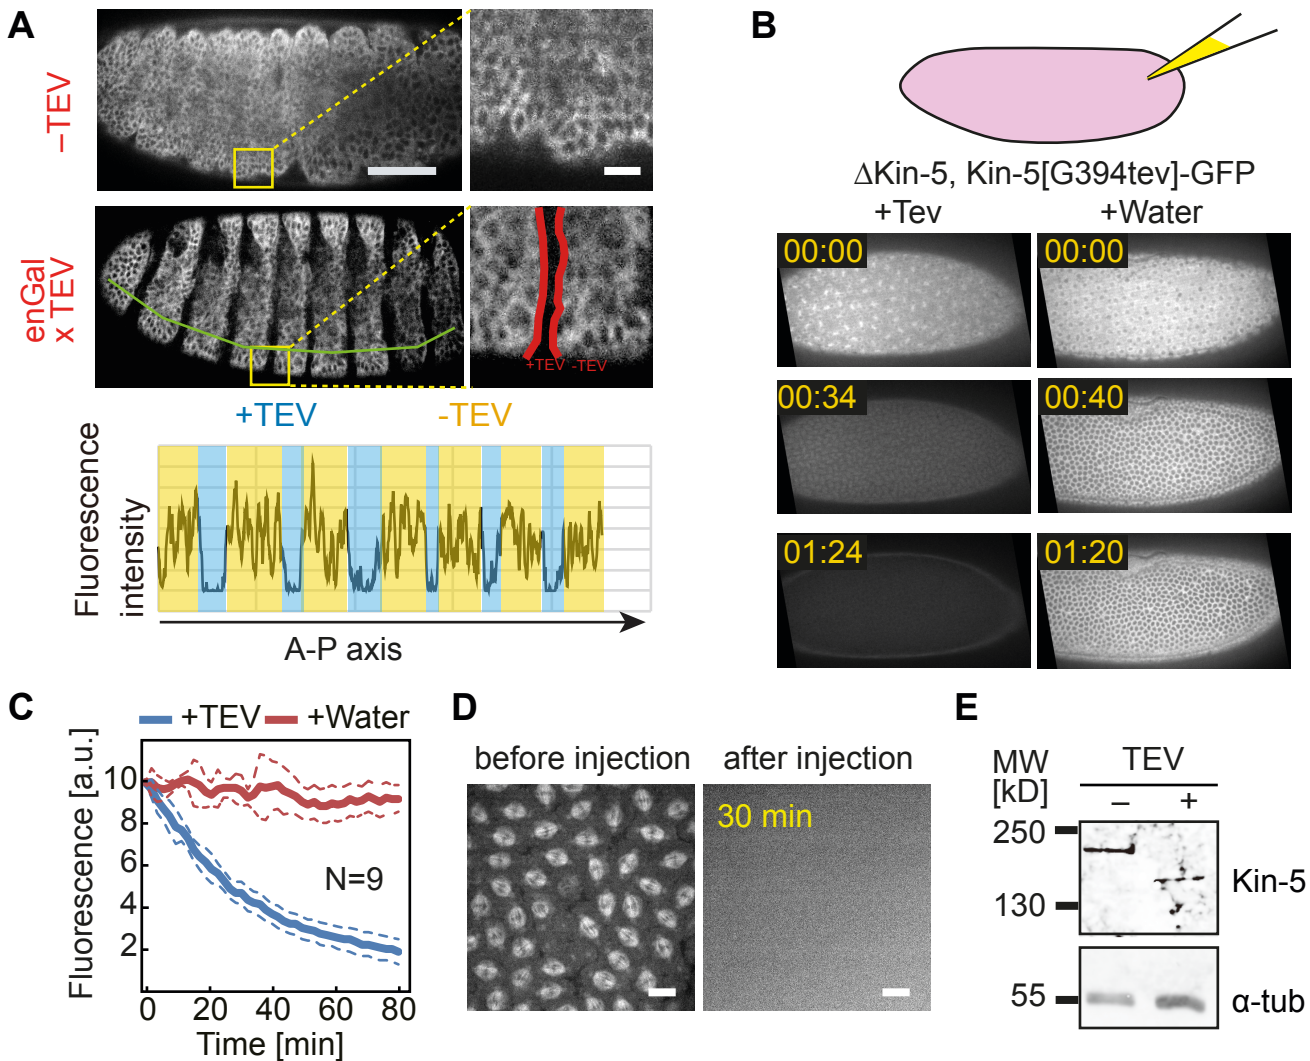 A
–TEV
enGal
x TEV
+TEV -TEV
+TEV
-TEV
Fluorescence
intensity
A-P axis
B
ΔKin-5, Kin-5[G394tev]-GFP
+Tev
+Water
00:00
00:00
00:34
00:40
01:24
01:20
C
+TEV
+Water
Fluorescence [a.u.]
10
8
6
4
2
N=9
0 20 40 60 80
Time [min]
D
before injection
after injection
30 min
E
MW
[kD]
TEV
– +
250
130
Kin-5
55
α-tub